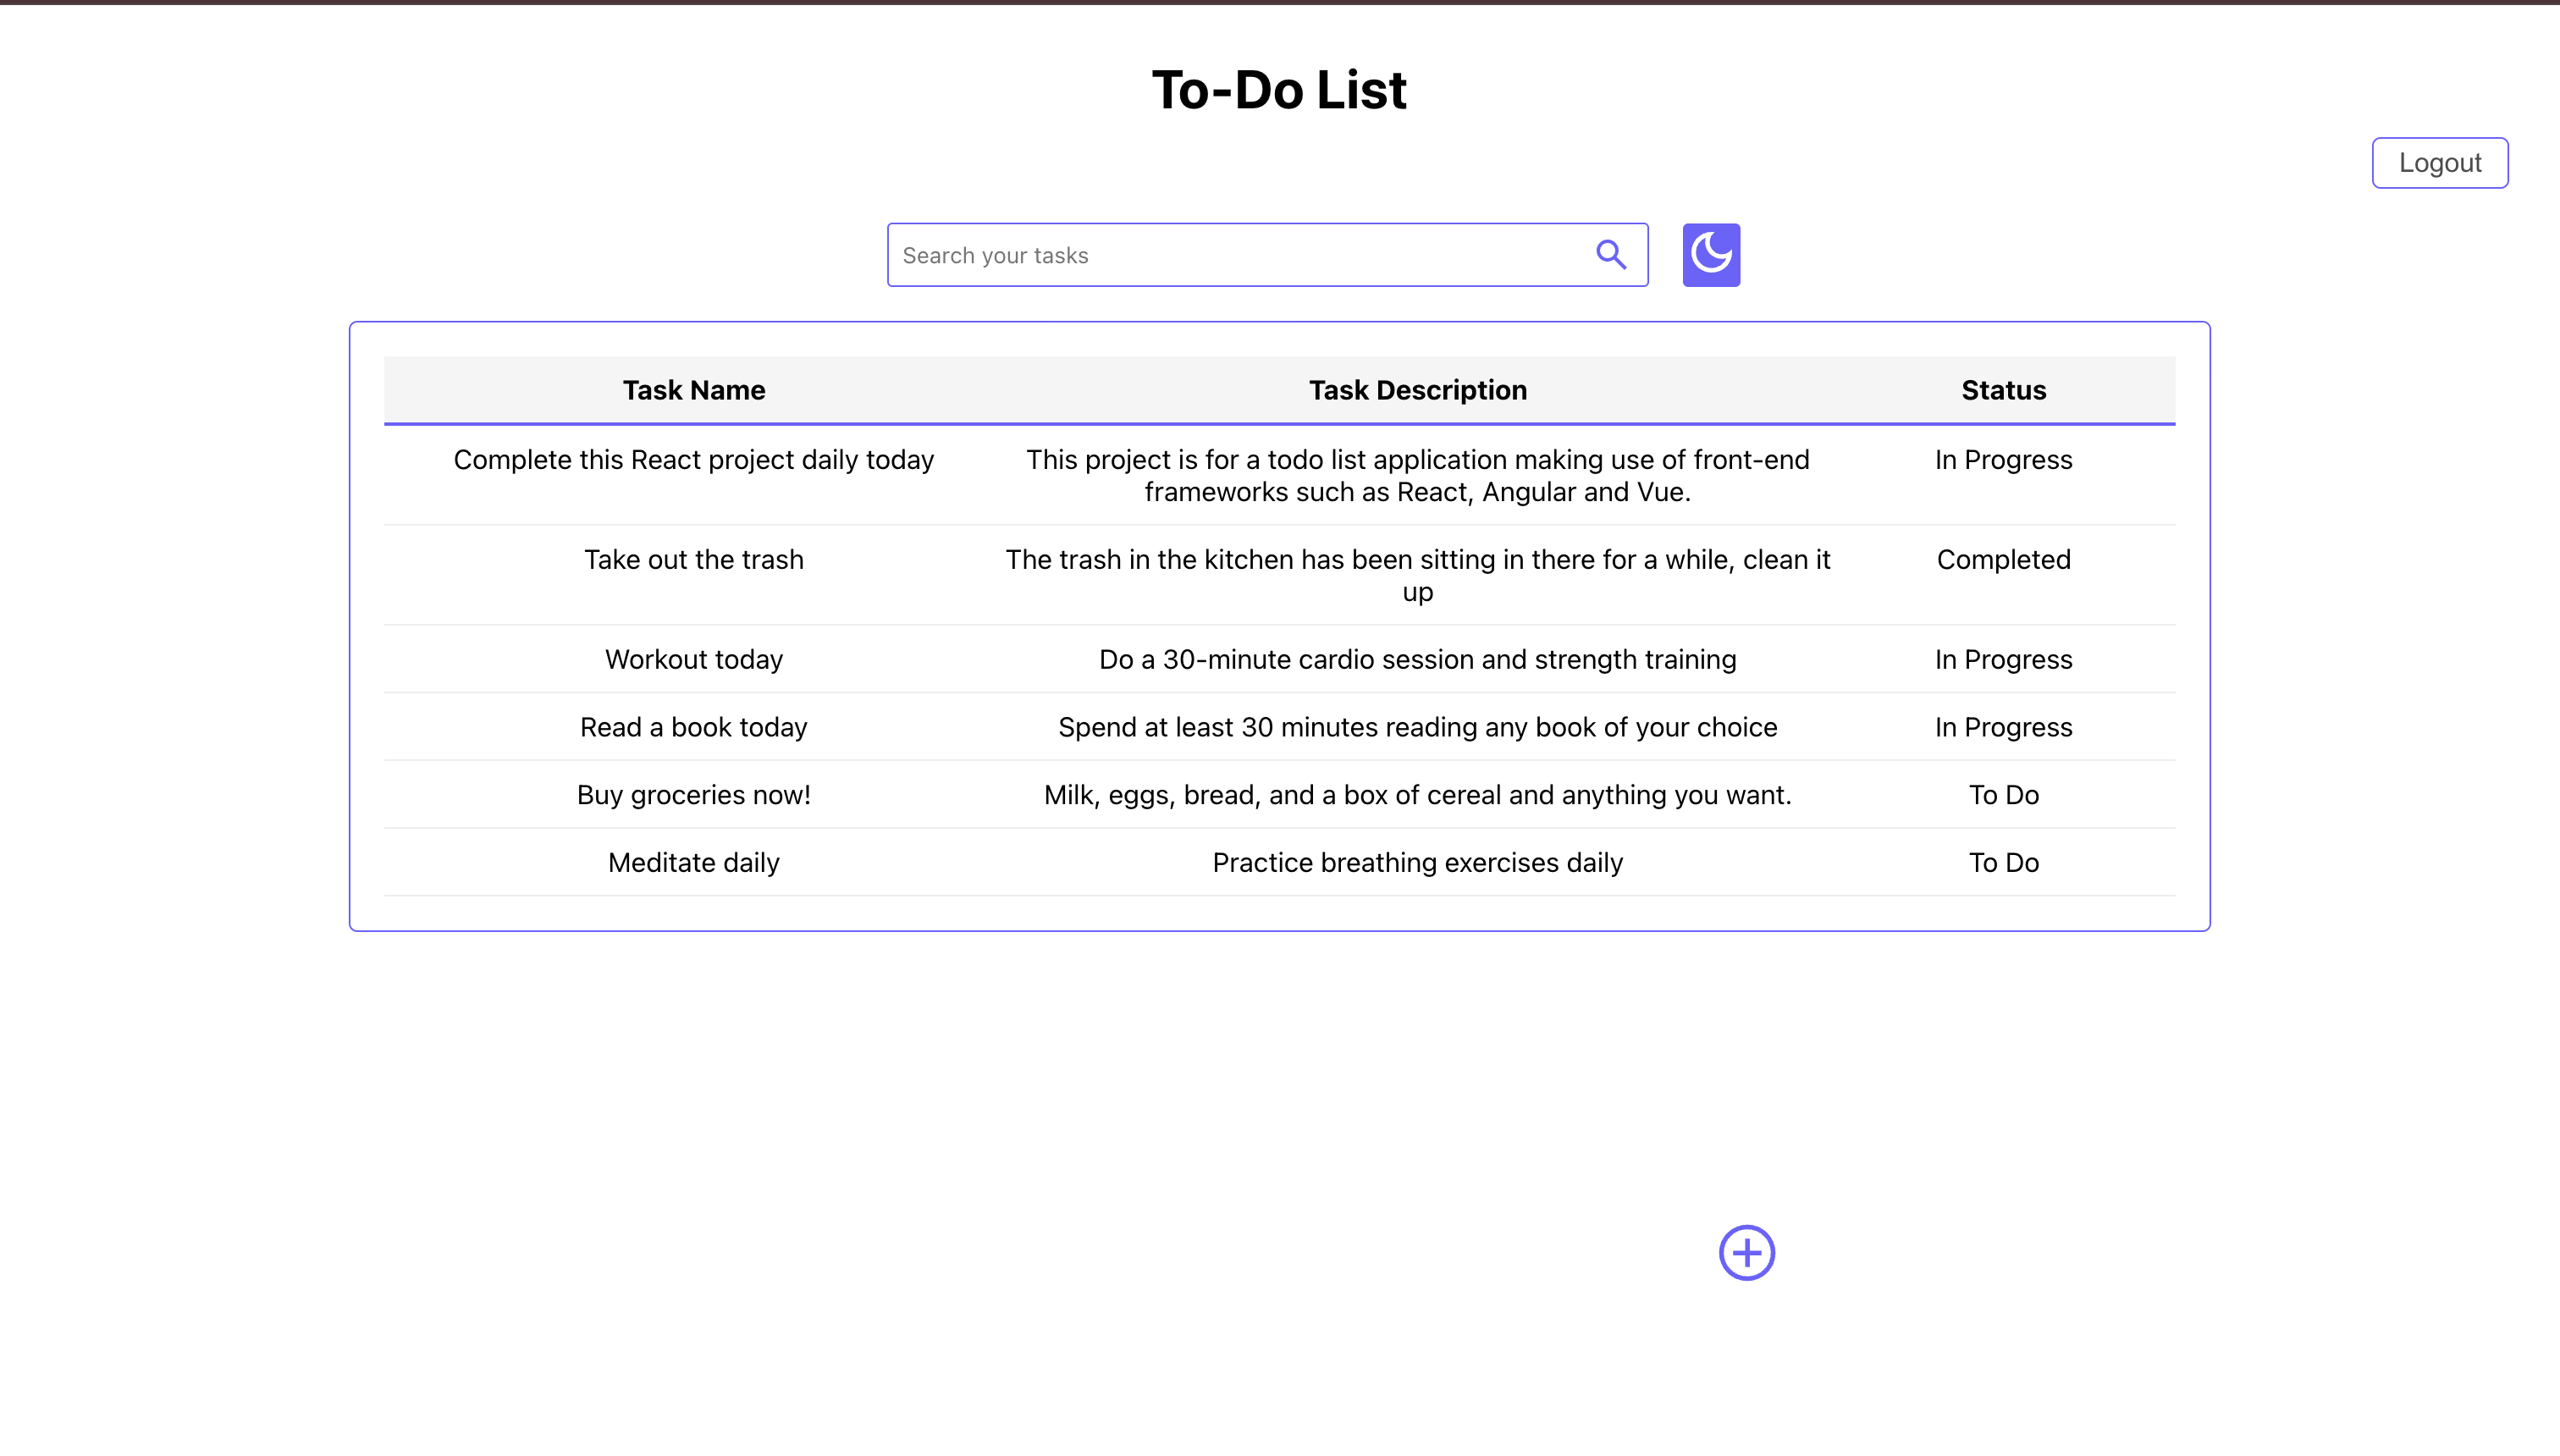 To-Do List
Logout
Search your tasks
Task Name Task Description Status
Complete this React project daily today This project is for a todo list application making use of front-end In Progress
frameworks such as React, Angular and Vue.
Take out the trash The trash in the kitchen has been sitting in there for a while, clean it Completed
up
Workout today Do a 30-minute cardio session and strength training In Progress
Read a book today Spend at least 30 minutes reading any book of your choice In Progress
Buy groceries now! Milk, eggs, bread, and a box of cereal and anything you want. To Do
Meditate daily Practice breathing exercises daily To Do